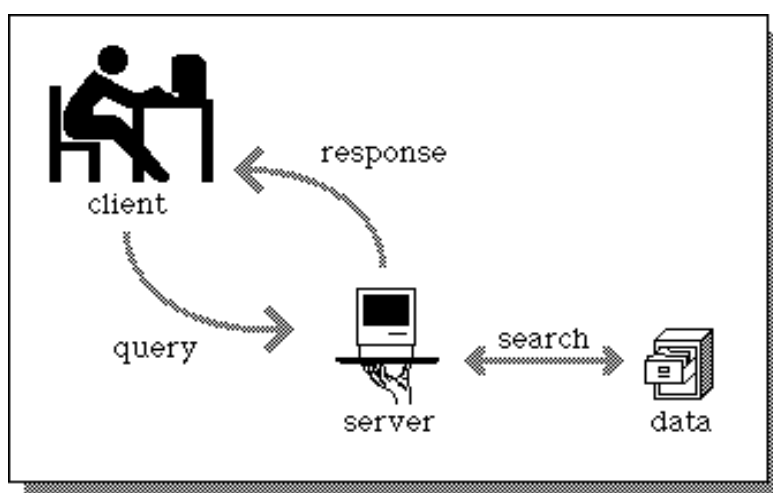 response
client
query
search
server
data